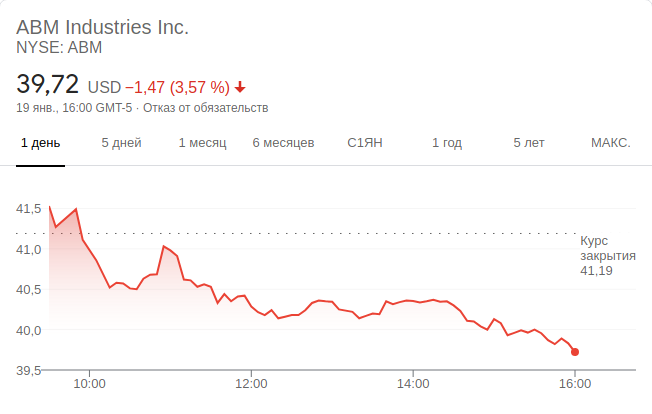 ABM Industries Inc.
NYSE: ABM
39,72 USD −1,47 (3,57 %)
19 янв., 16:00 GMT-5 · Отказ от обязательств
1 день 5 дней 1 месяц 6 месяцев С1ЯН 1 год 5 лет МАКС.
41,5
41,0
40,5
40,0
39,5
Курс
закрытия
41,19
10:00 12:00 14:00 16:00